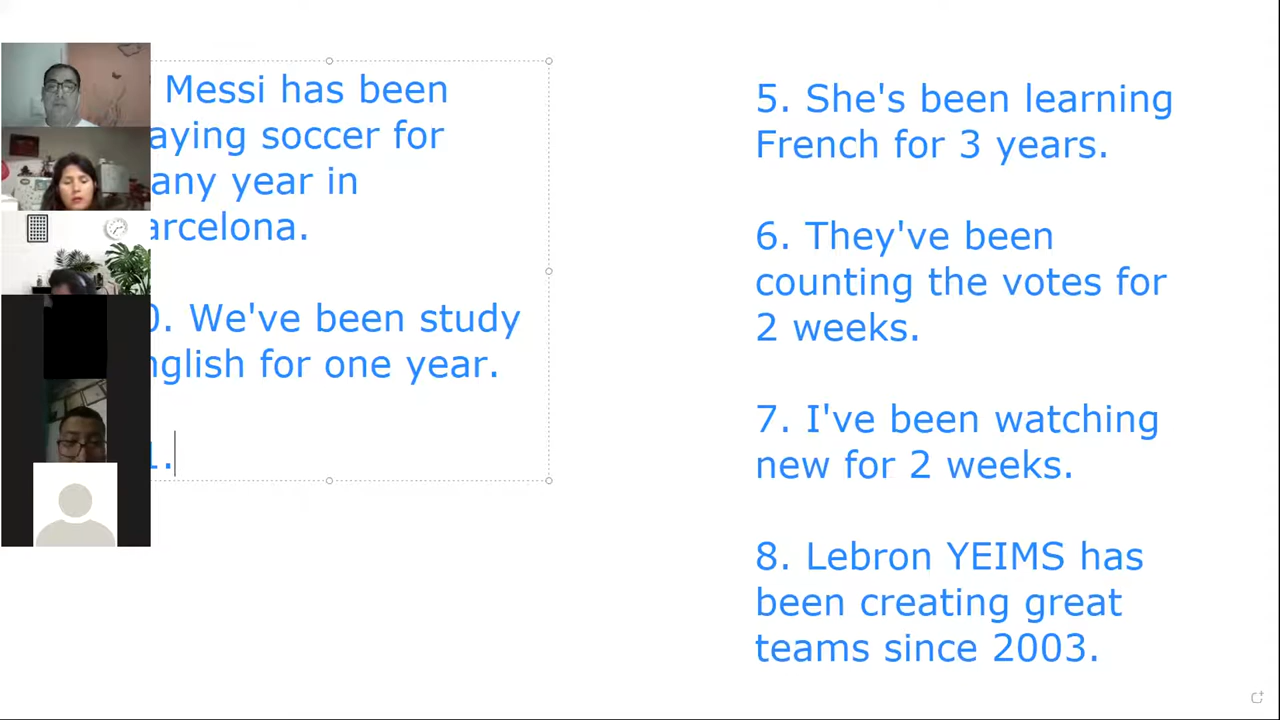 Messi has been
aying soccer for
any year in
arcelona.
0. We've been study
nglish for one year.
1.
5. She's been learning
French for 3 years.
6. They've been
counting the votes for
2 weeks.
7. I've been watching
new for 2 weeks.
8. Lebron YEIMS has
been creating great
teams since 2003.